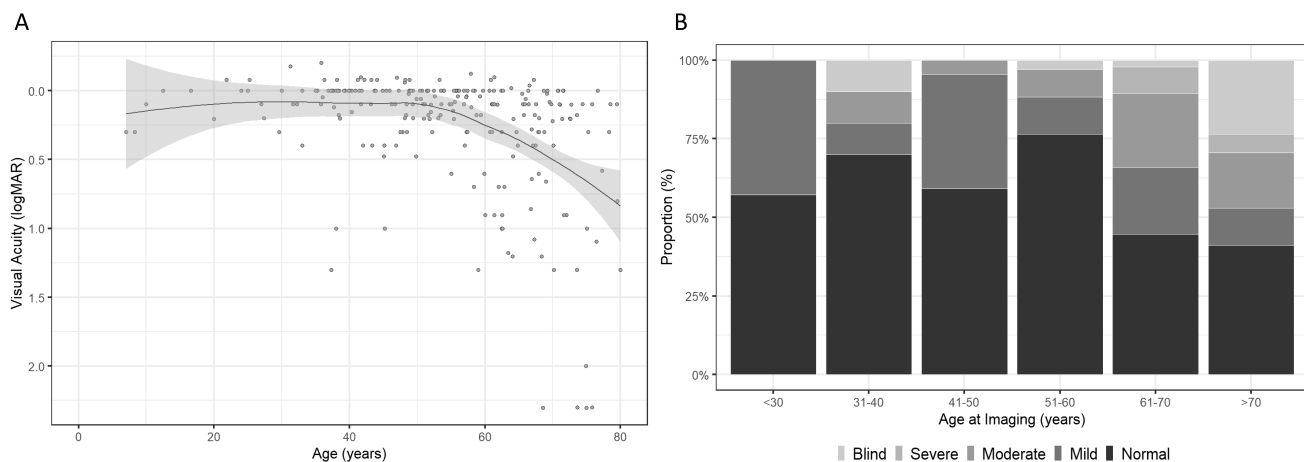 A
Visual Acuity (logMAR)
0.0
0.5
1.0
1.5
2.0
0 20 40 60 80
Age (years)
B
Proportion (%)
100%
75%
50%
25%
0%
<30 31-40 41-50 51-60 61-70 >70
Age at Imaging (years)
Blind Severe Moderate Mild Normal